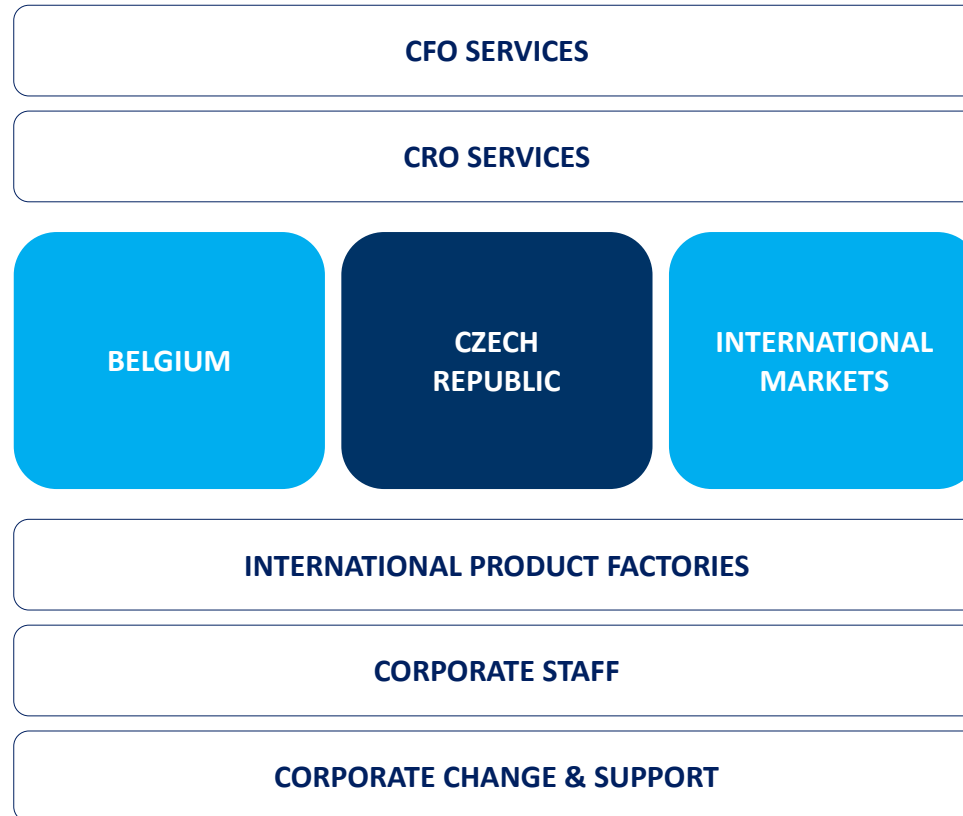 CFO SERVICES
CRO SERVICES
BELGIUM
CZECH
REPUBLIC
INTERNATIONAL
MARKETS
INTERNATIONAL PRODUCT FACTORIES
CORPORATE STAFF
CORPORATE CHANGE & SUPPORT